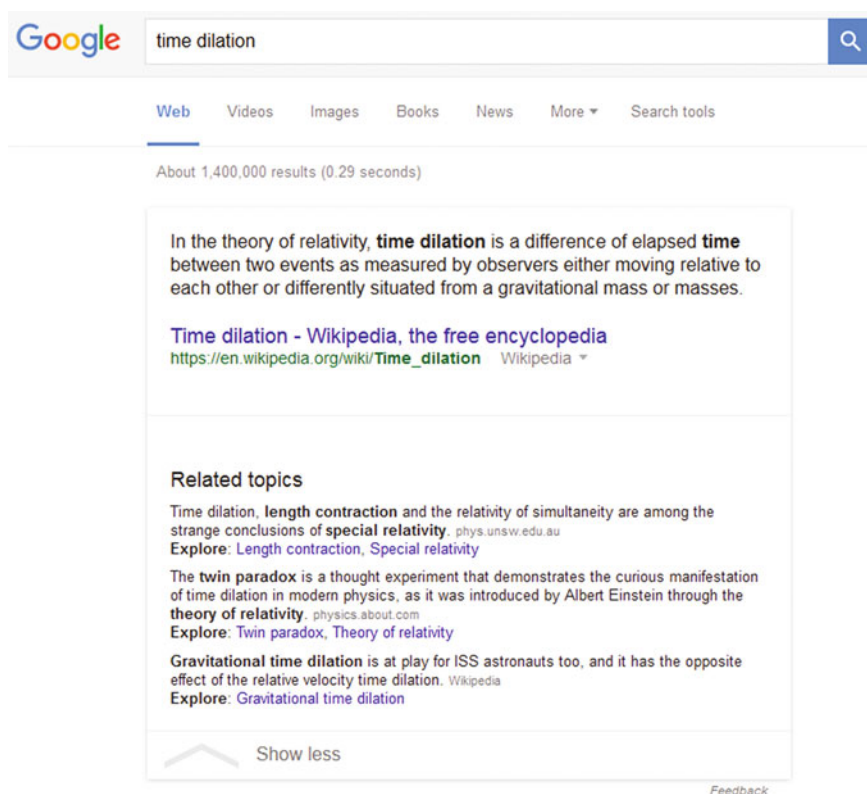 Google time dilation
Web Videos Images Books News More Search tools
About 1,400,000 results (0.29 seconds)
In the theory of relativity, time dilation is a difference of elapsed time
between two events as measured by observers either moving relative to
each other or differently situated from a gravitational mass or masses.
Time dilation - Wikipedia, the free encyclopedia
https://en.wikipedia.org/wiki/Time_dilation Wikipedia
Related topics
Time dilation, length contraction and the relativity of simultaneity are among the
strange conclusions of special relativity. phys.unsw.edu.au
Explore: Length contraction, Special relativity
The twin paradox is a thought experiment that demonstrates the curious manifestation
of time dilation in modern physics, as it was introduced by Albert Einstein through the
theory of relativity. physics.about.com
Explore: Twin paradox, Theory of relativity
Gravitational time dilation is at play for ISS astronauts too, and it has the opposite
effect of the relative velocity time dilation. Wikipedia
Explore: Gravitational time dilation
Show less
Feedback